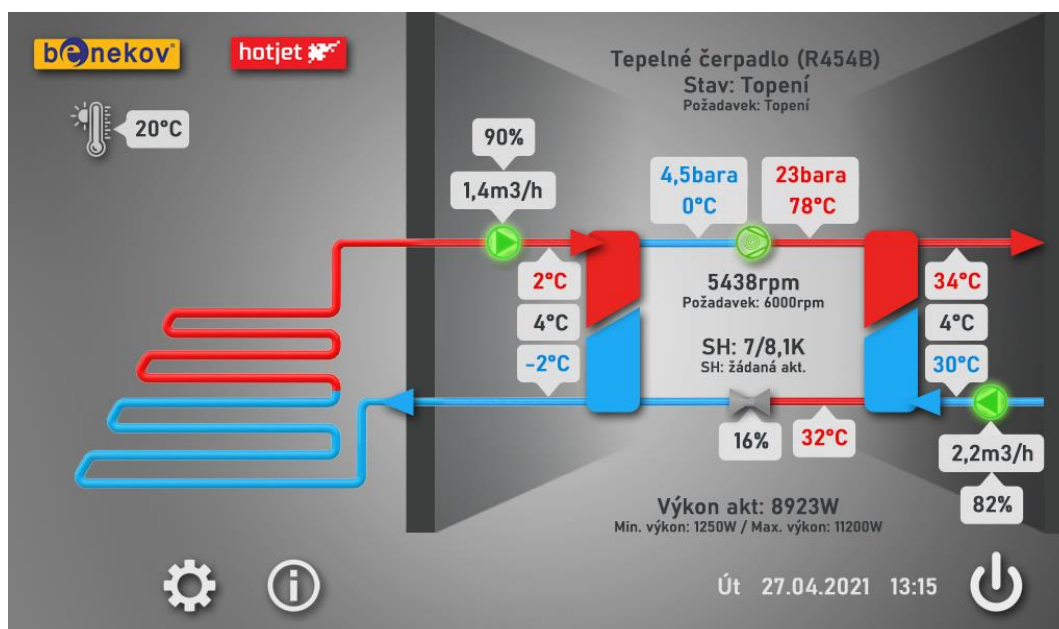 benekov
hotjet
Tepelné čerpadlo (R454B)
Stav: Topení
Požadavek: Topení
20°C
90%
1,4m3/h
4,5bara
0°C
23bara
78°C
2°C
4°C
-2°C
5438rpm
Požadavek: 6000rpm
SH: 7/8,1K
SH: žádaná akt.
34°C
4°C
30°C
16%
32°C
2,2m3/h
82%
Výkon akt: 8923W
Min. výkon: 1250W / Max. výkon: 11200W
Út 27.04.2021 13:15